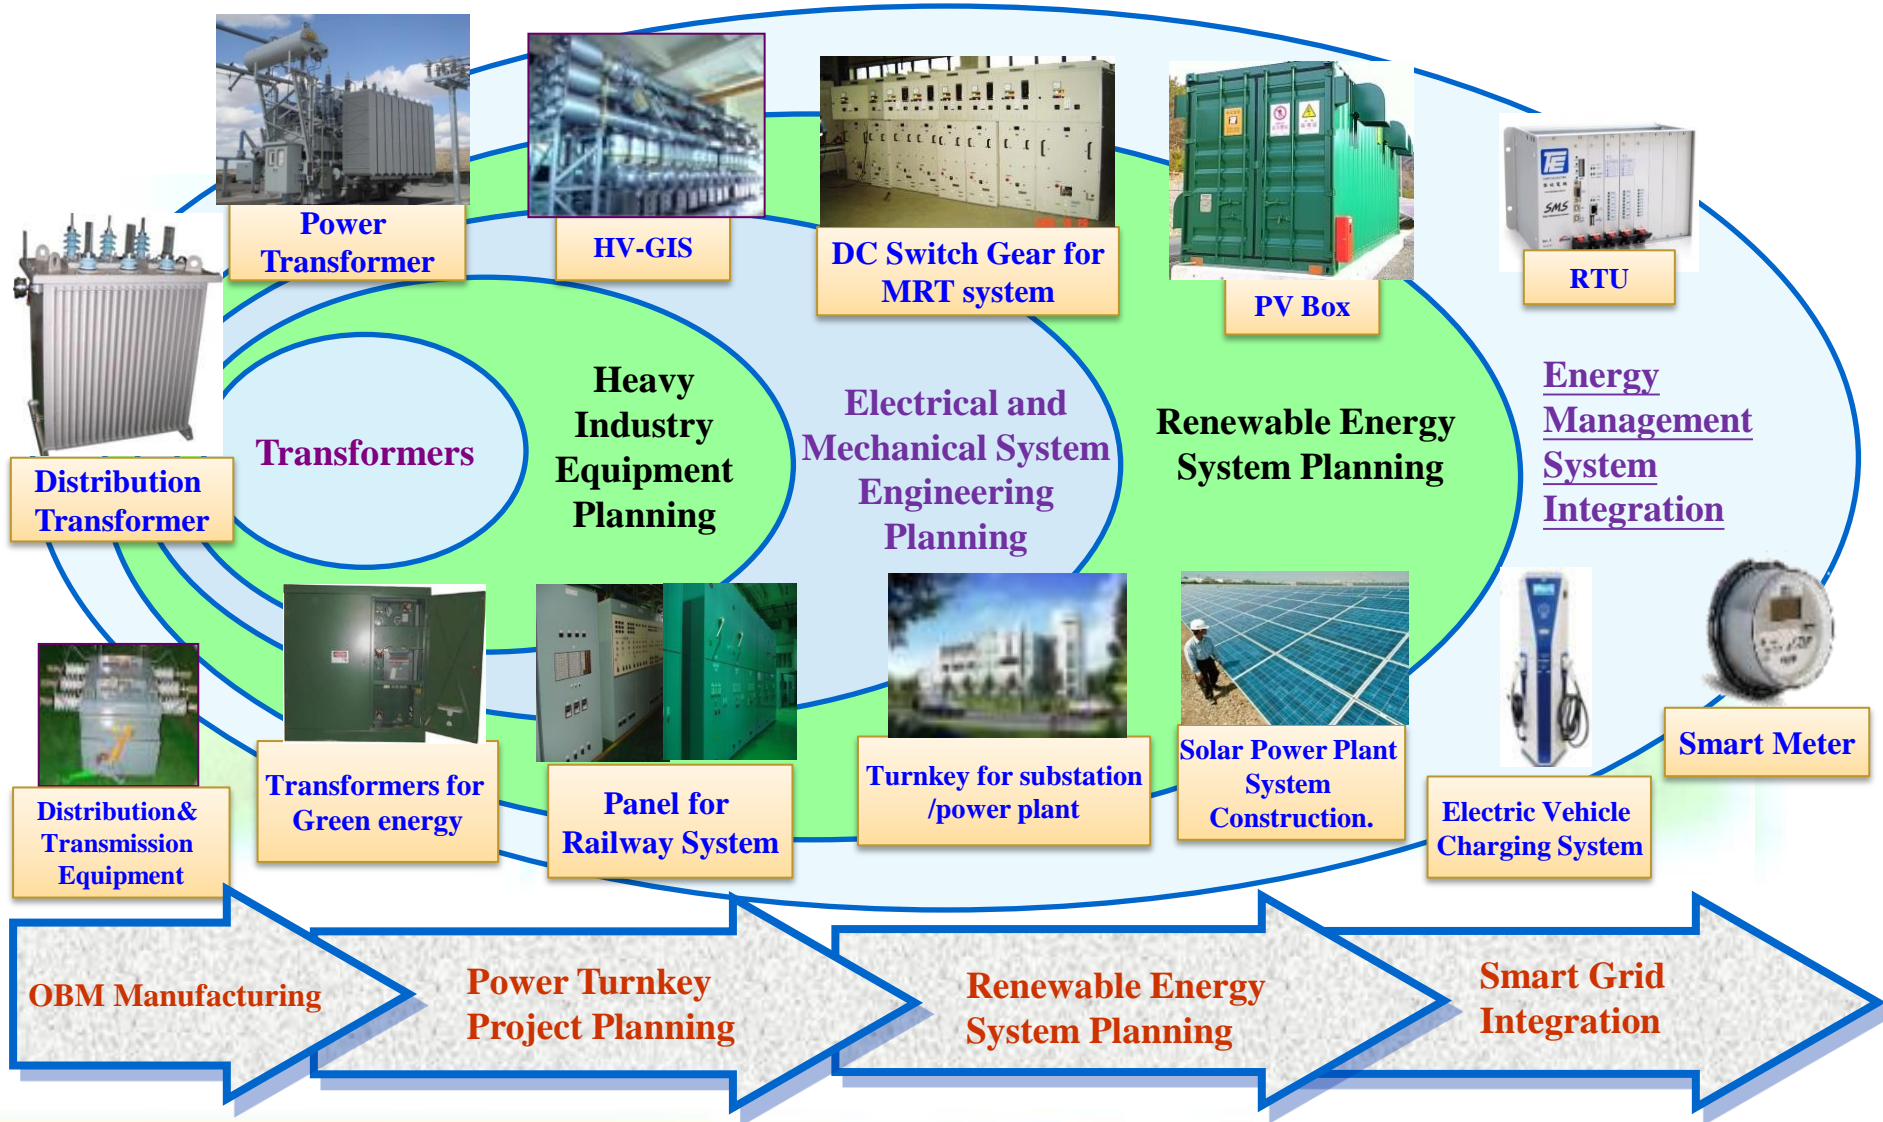 Power
Transformer
HV-GIS
DC Switch Gear for
MRT system
PV Box
SMS
RTU
Distribution
Transformer
Transformers
Heavy
Industry
Equipment
Planning
Electrical and
Mechanical System
Engineering
Planning
Renewable Energy
System Planning
Energy
Management
System
Integration
Distribution&
Transmission
Equipment
Transformers for
Green energy
Panel for
Railway System
Turnkey for substation
/power plant
Solar Power Plant
System
Construction.
Electric Vehicle
Charging System
Smart Meter
OBM Manufacturing
Power Turnkey
Project Planning
Renewable Energy
System Planning
Smart Grid
Integration